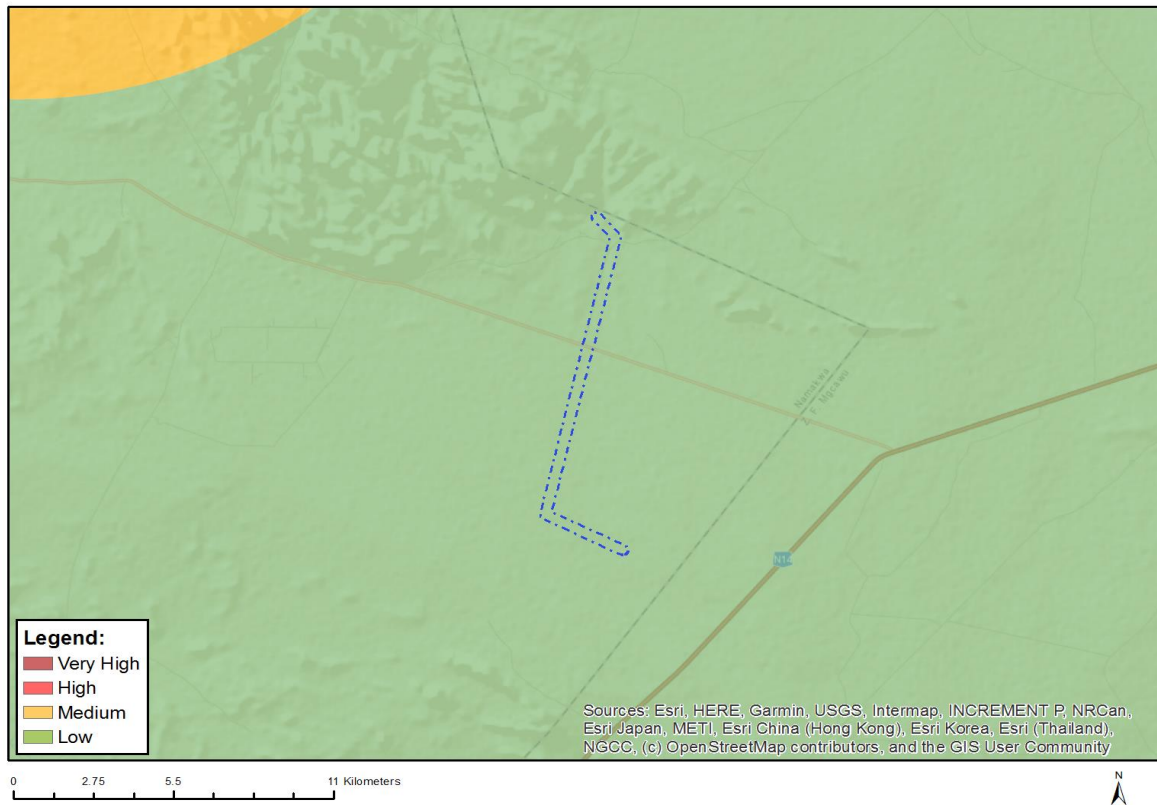 Namakwa
Z F Mgcawu
N14
Legend:
Very High
High
Medium
Low
Sources: Esri, HERE, Garmin, USGS, Intermap, INCREMENT P, NRCan,
Esri Japan, METI, Esri China (Hong Kong), Esri Korea, Esri (Thailand),
NGCC, (c) OpenStreetMap contributors, and the GIS User Community
0 2.75 5.5 11 Kilometers
N